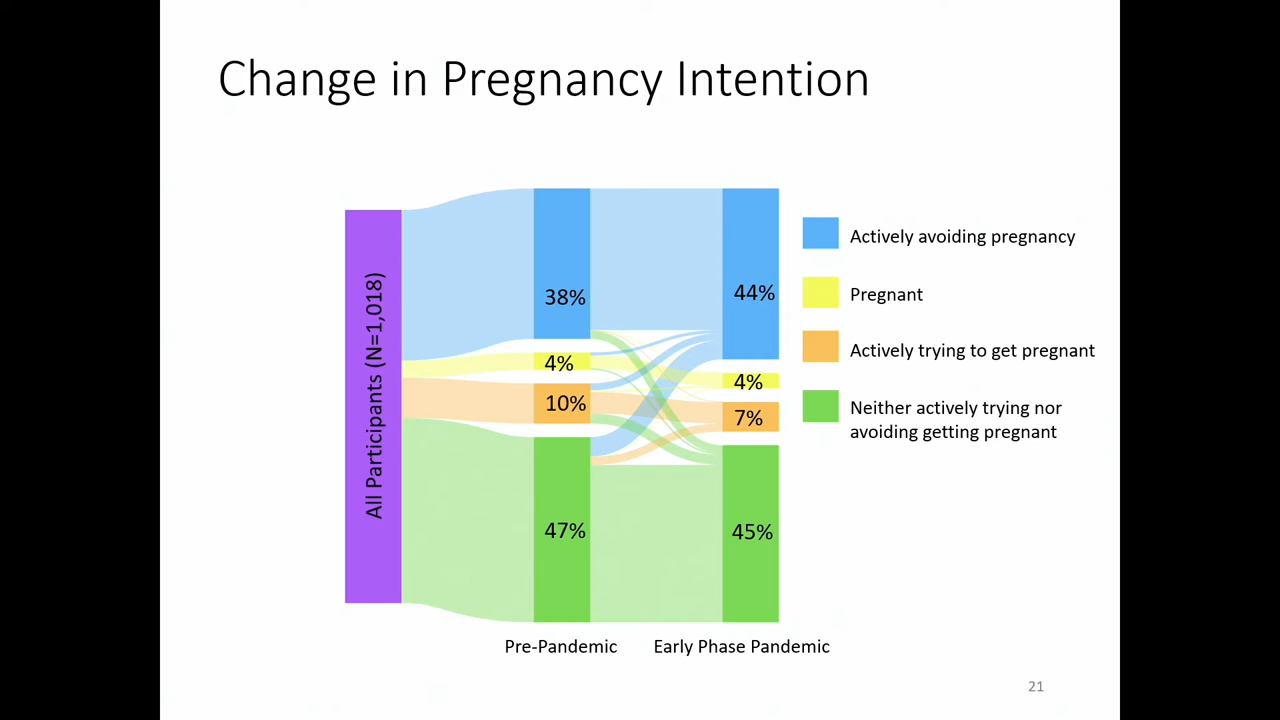 Change in Pregnancy Intention
All Participants (N=1,018)
38%
4%
10%
47%
44%
4%
7%
45%
Actively avoiding pregnancy
Pregnant
Actively trying to get pregnant
Neither actively trying nor
avoiding getting pregnant
Pre-Pandemic
Early Phase Pandemic
21